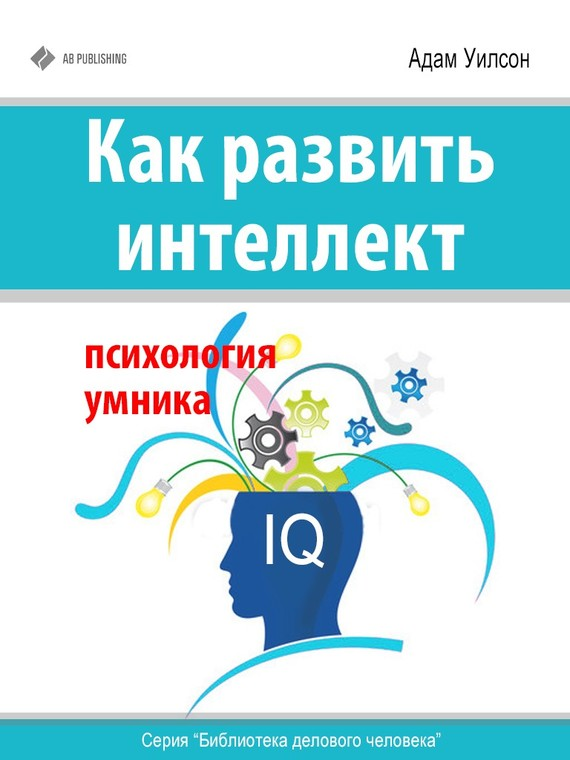 AB PUBLISHING
Адам Уилсон
Как развить
интеллект
психология
умника
IQ
Серия “Библиотека делового человека”